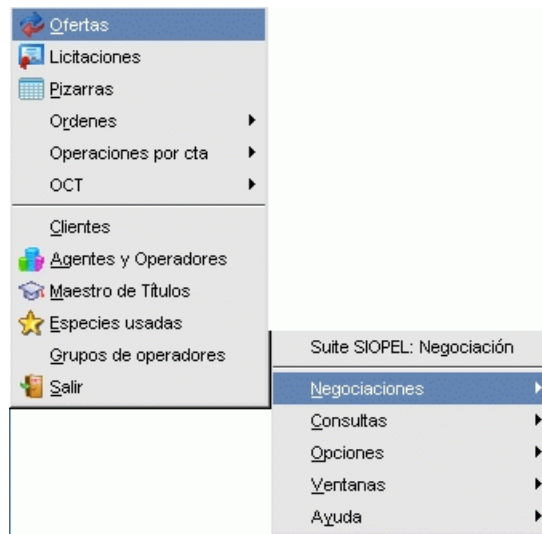 Ofertas
Licitaciones
Pizarras
Ordenes
Operaciones por cta
OCT
Clientes
Agentes y Operadores
Maestro de Títulos
Especies usadas
Grupos de operadores
Salir
Suite SIOPEL: Negociación
Negociaciones
Consultas
Opciones
Ventanas
Ayuda